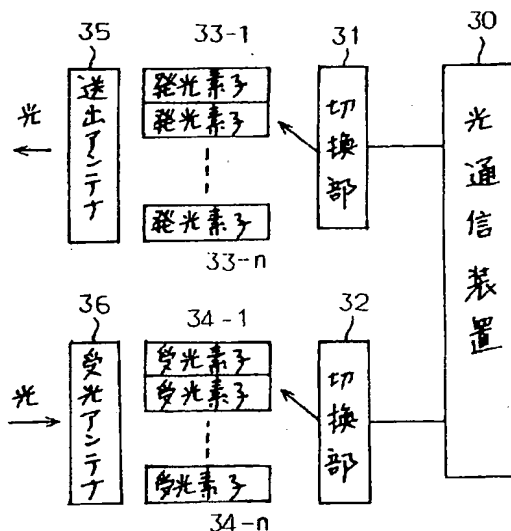 35
33-1
31
30
光
送出アンテナ
発光素子
発光素子
発光素子
33-n
切換部
光通信装置
36
34-1
32
光
受光アンテナ
受光素子
受光素子
受光素子
34-n
切換部